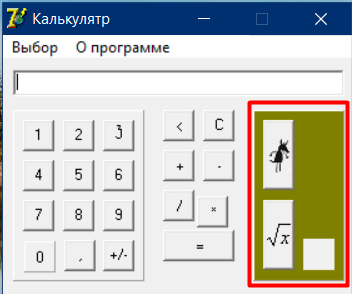 Калькулятр
Выбор О программе
1 2 3 < C
4 5 6 + -
7 8 9 / *
0 , +/- =
√x